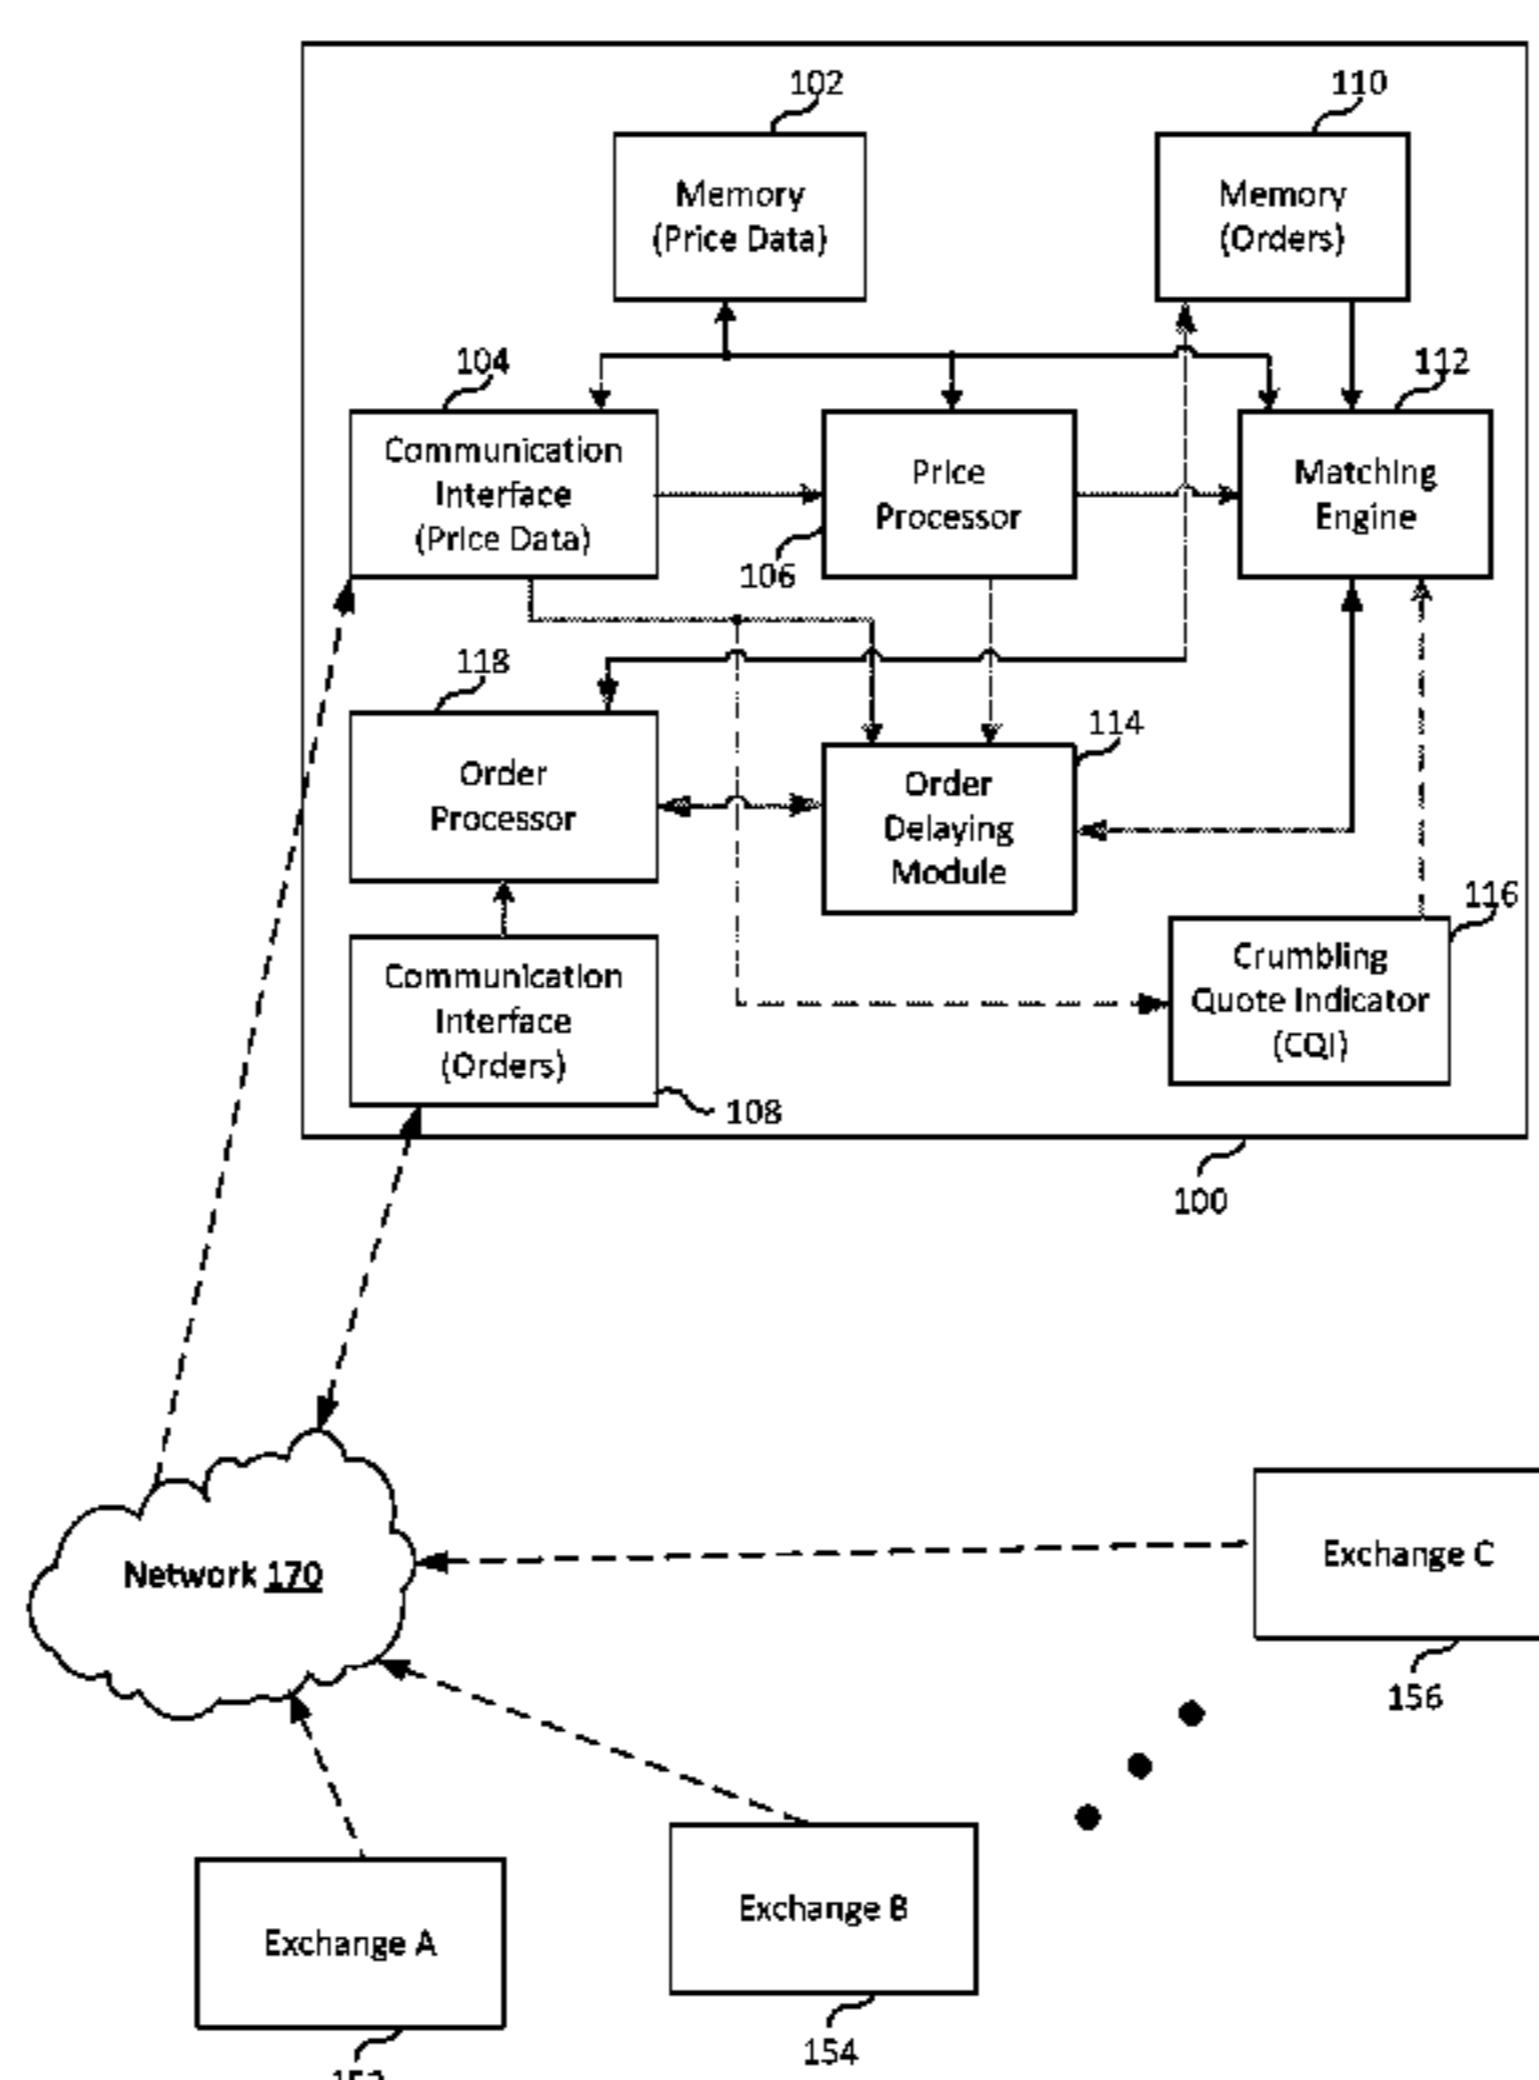 102
110
Memory
(Price Data)
Memory
(Orders)
104
112
Communication
Interface
(Price Data)
Price
Processor
Matching
Engine
106
118
114
Order
Processor
Order
Delaying
Module
116
Communication
Interface
(Orders)
Crumbling
Quote Indicator
(CQI)
108
100
Network 170
Exchange C
156
Exchange B
Exchange A
154